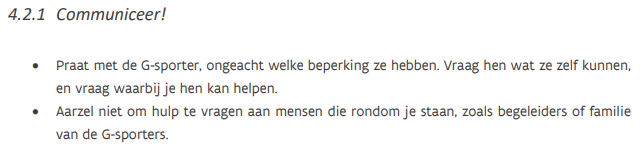 4.2.1 Communiceer!
• Praat met de G-sporter, ongeacht welke beperking ze hebben. Vraag hen wat ze zelf kunnen,
en vraag waarbij je hen kan helpen.
• Aarzel niet om hulp te vragen aan mensen die rondom je staan, zoals begeleiders of familie
van de G-sporters.